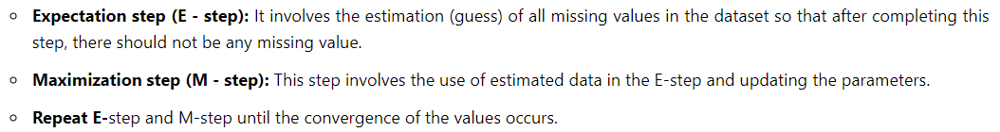 Expectation step (E - step): It involves the estimation (guess) of all missing values in the dataset so that after completing this
step, there should not be any missing value.
Maximization step (M - step): This step involves the use of estimated data in the E-step and updating the parameters.
Repeat E-step and M-step until the convergence of the values occurs.